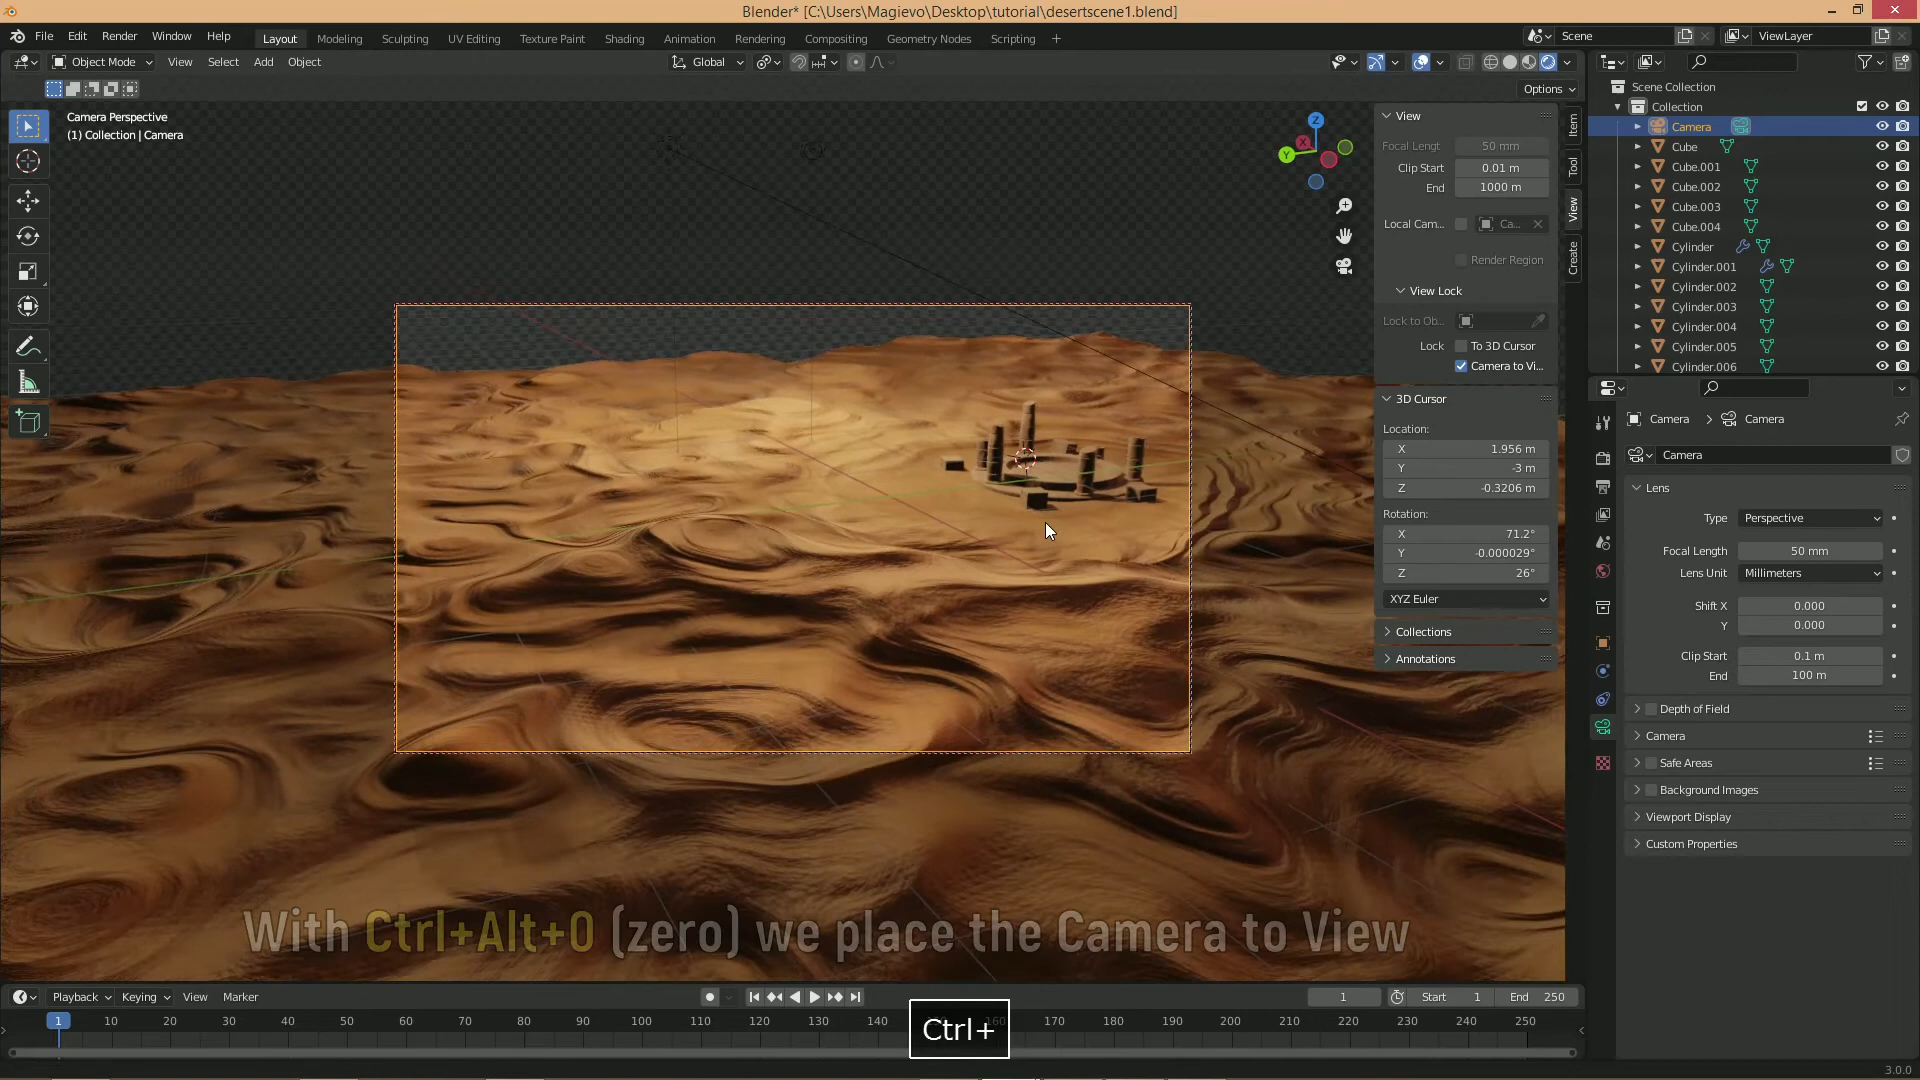 Blender* [C:\Users\Magievo\Desktop\tutorial\desertscene1.blend]
File Edit Render Window Help
Layout Modeling Sculpting UV Editing Texture Paint Shading Animation Rendering Compositing Geometry Nodes Scripting +
Scene
ViewLayer
Object Mode View Select Add Object
Global
Options
Camera Perspective
(1) Collection | Camera
Z
Y
X
View
Focal Lengt 50 mm
Clip Start 0.01 m
End 1000 m
Local Cam... Ca...
Render Region
View Lock
Lock to Ob...
Lock To 3D Cursor
Camera to Vi...
3D Cursor
Location:
X 1.956 m
Y -3 m
Z -0.3206 m
Rotation:
X 71.2°
Y -0.000029°
Z 26°
XYZ Euler
Collections
Annotations
Item
Tool
View
Create
Scene Collection
Collection
Camera
Cube
Cube.001
Cube.002
Cube.003
Cube.004
Cylinder
Cylinder.001
Cylinder.002
Cylinder.003
Cylinder.004
Cylinder.005
Cylinder.006
Camera > Camera
Camera
Lens
Type Perspective
Focal Length 50 mm
Lens Unit Millimeters
Shift X 0.000
Y 0.000
Clip Start 0.1 m
End 100 m
Depth of Field
Camera
Safe Areas
Background Images
Viewport Display
Custom Properties
With Ctrl+Alt+0 (zero) we place the Camera to View
Playback Keying View Marker
1 Start 1 End 250
1 10 20 30 40 50 60 70 80 90 100 110 120 130 140 160 170 180 190 200 210 220 230 240 250
Ctrl+
3.0.0